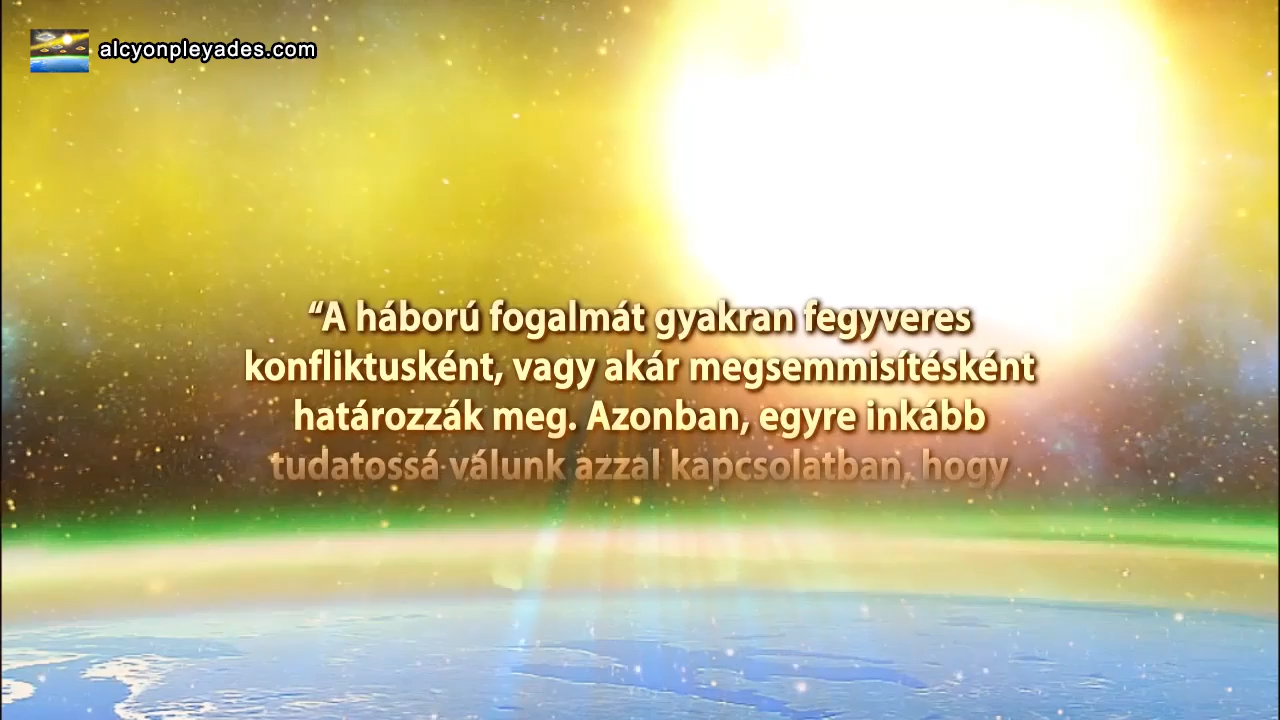 alcyonpleyades.com
“A háború fogalmát gyakran fegyveres
konfliktusként, vagy akár megsemmisítésként
határozzák meg. Azonban, egyre inkább
tudatossá válunk azzal kapcsolatban, hogy